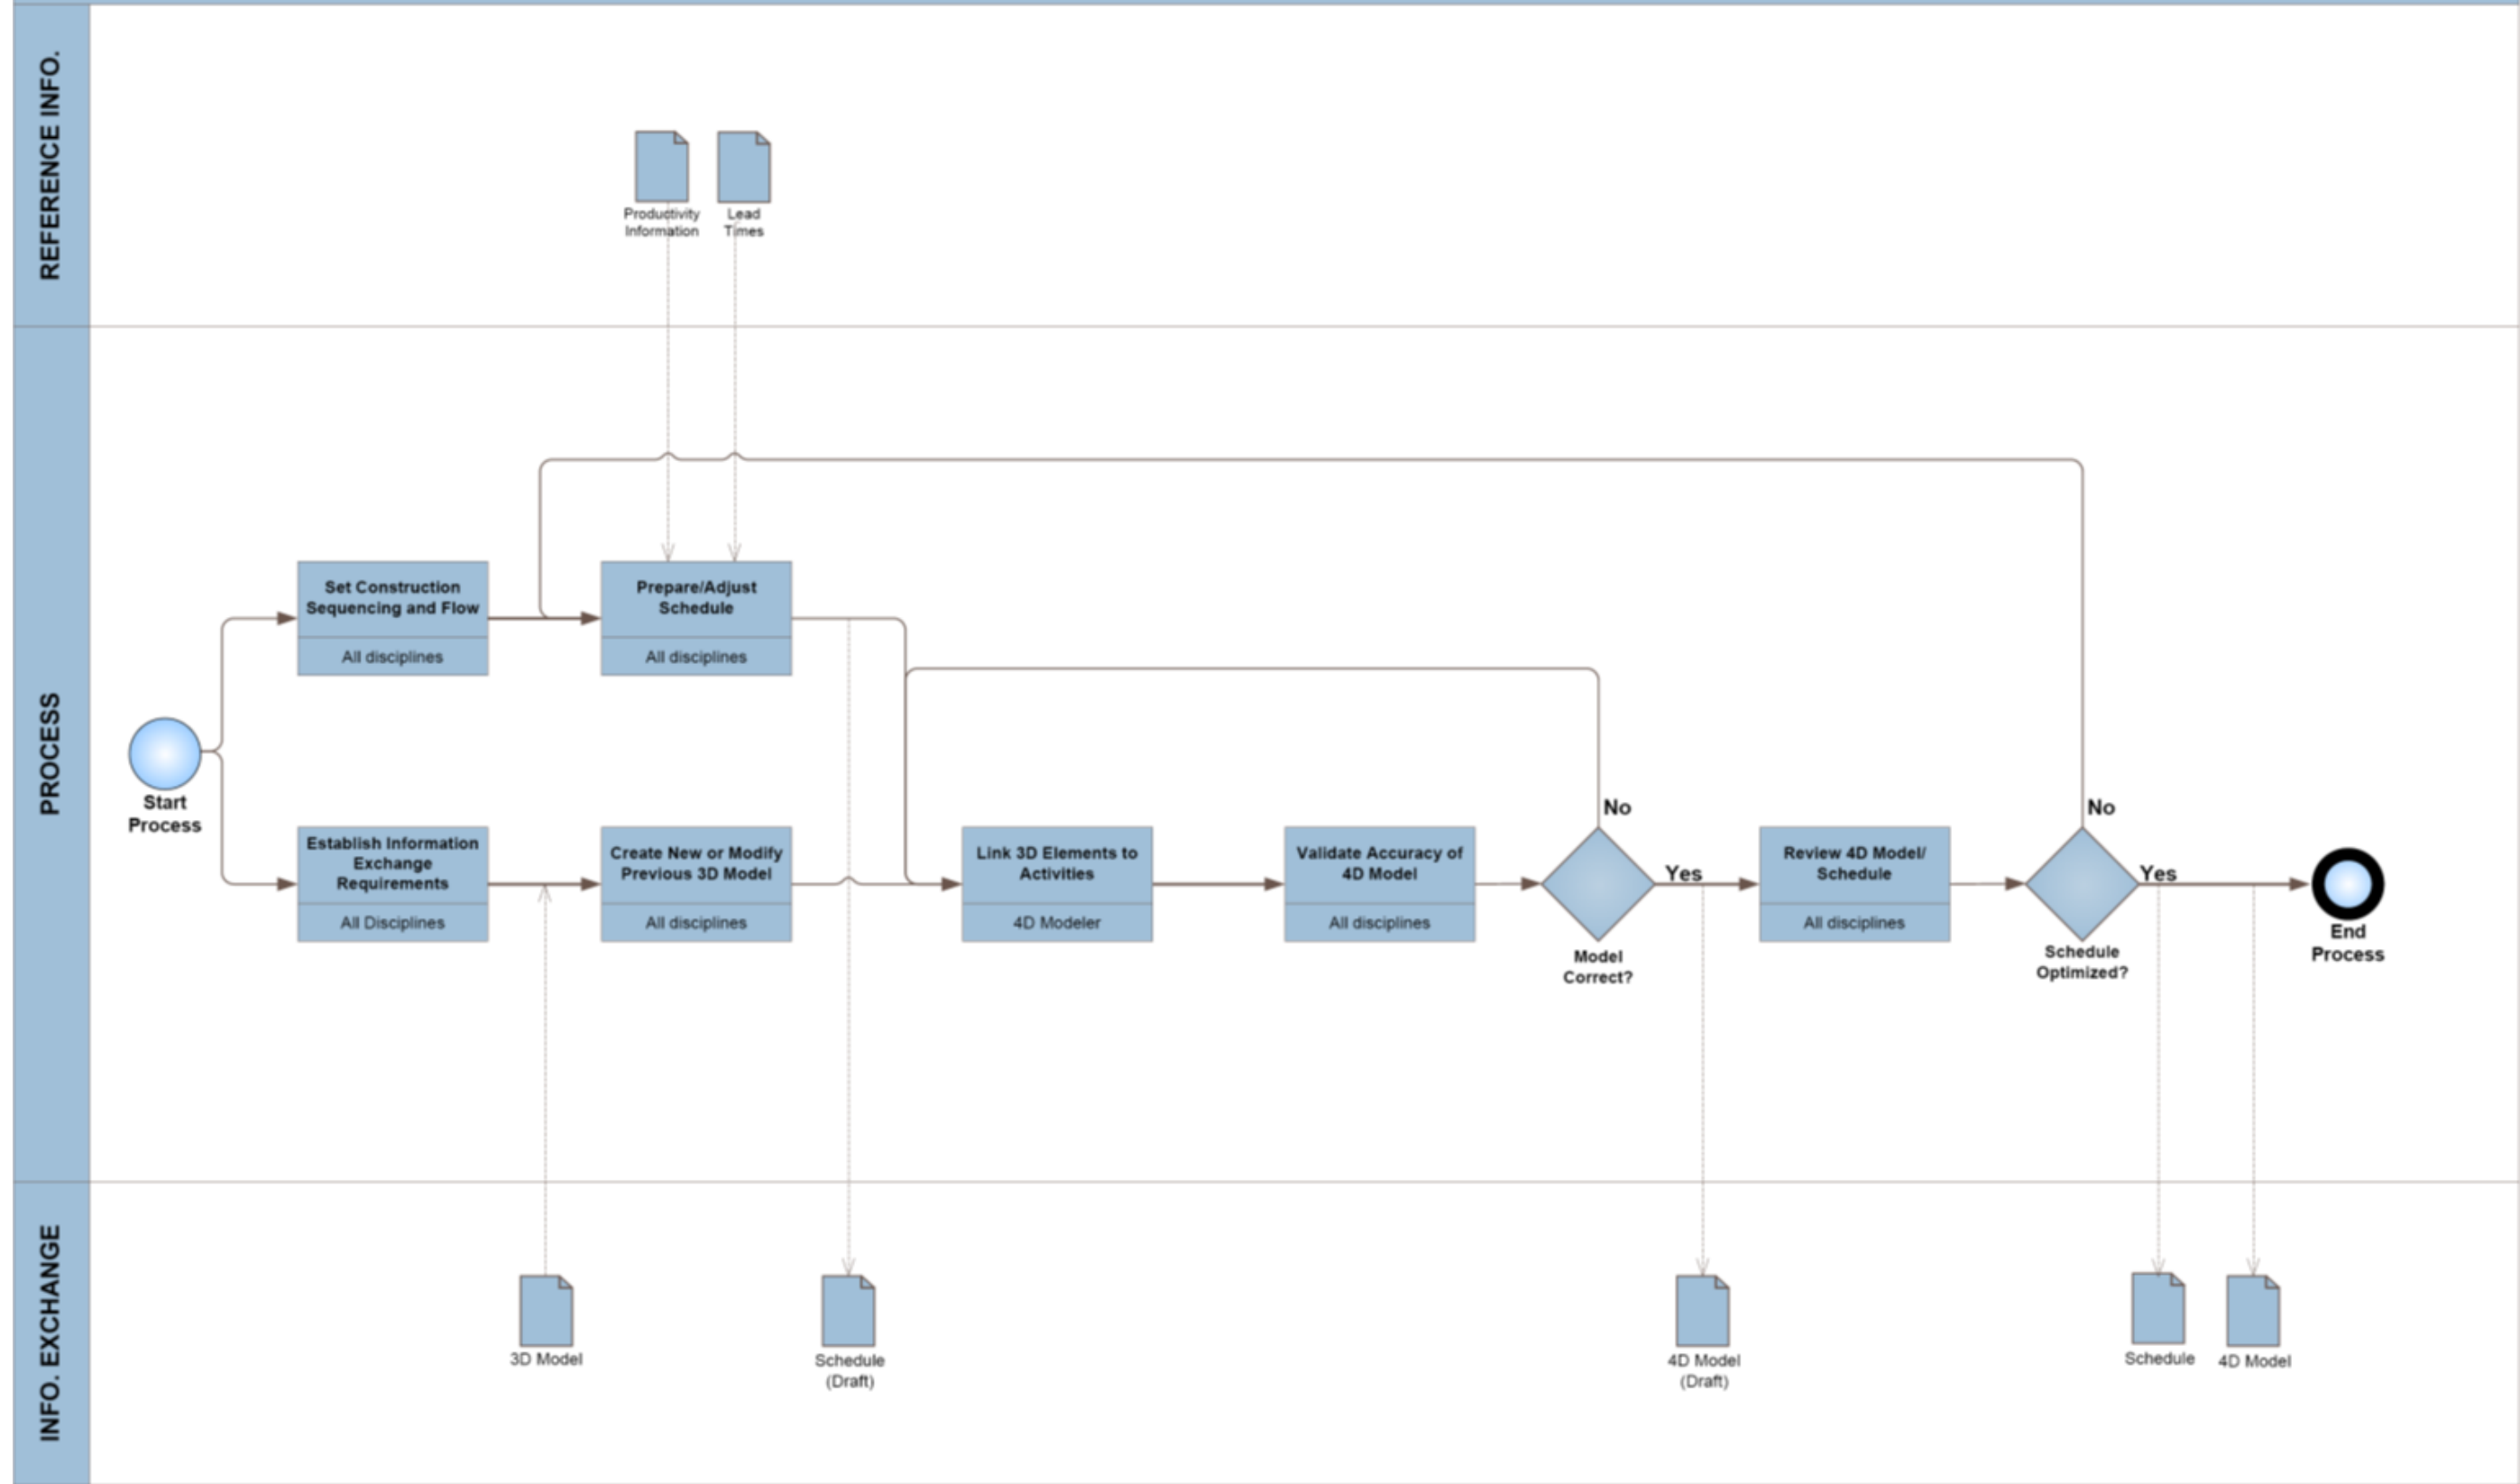 REFERENCE INFO.
Productivity
Information
Lead
Times
PROCESS
Start
Process
Set Construction
Sequencing and Flow
All disciplines
Prepare/Adjust
Schedule
All disciplines
Establish Information
Exchange
Requirements
All Disciplines
Create New or Modify
Previous 3D Model
All disciplines
Link 3D Elements to
Activities
4D Modeler
Validate Accuracy of
4D Model
All disciplines
No
Yes
Model
Correct?
Review 4D Model/
Schedule
All disciplines
No
Yes
Schedule
Optimized?
End
Process
INFO. EXCHANGE
3D Model
Schedule
(Draft)
4D Model
(Draft)
Schedule
4D Model